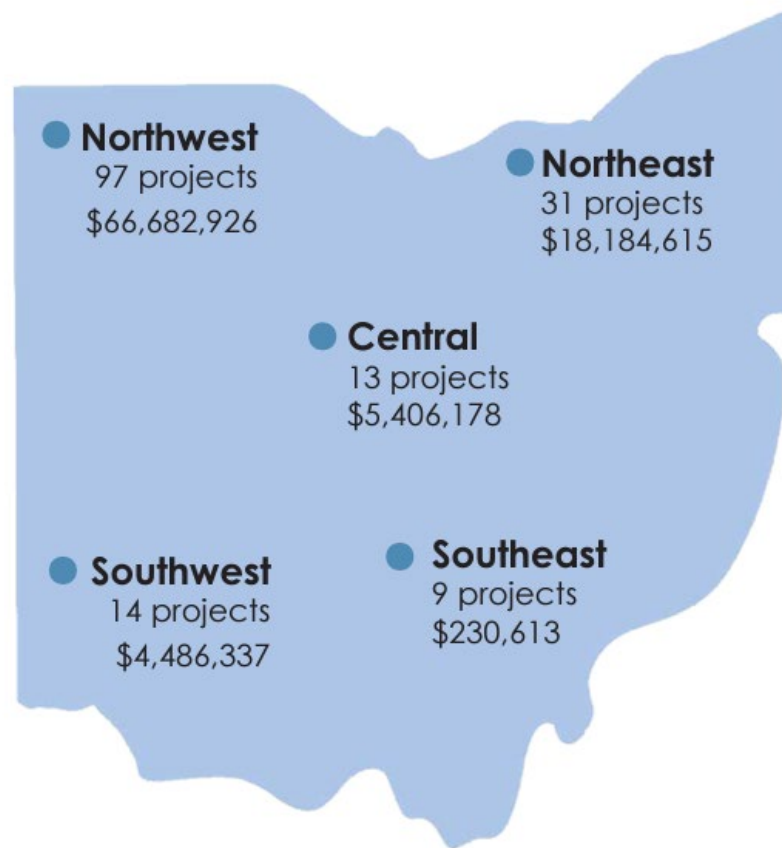 Northwest
97 projects
$66,682,926
Northeast
31 projects
$18,184,615
Central
13 projects
$5,406,178
Southwest
14 projects
$4,486,337
Southeast
9 projects
$230,613